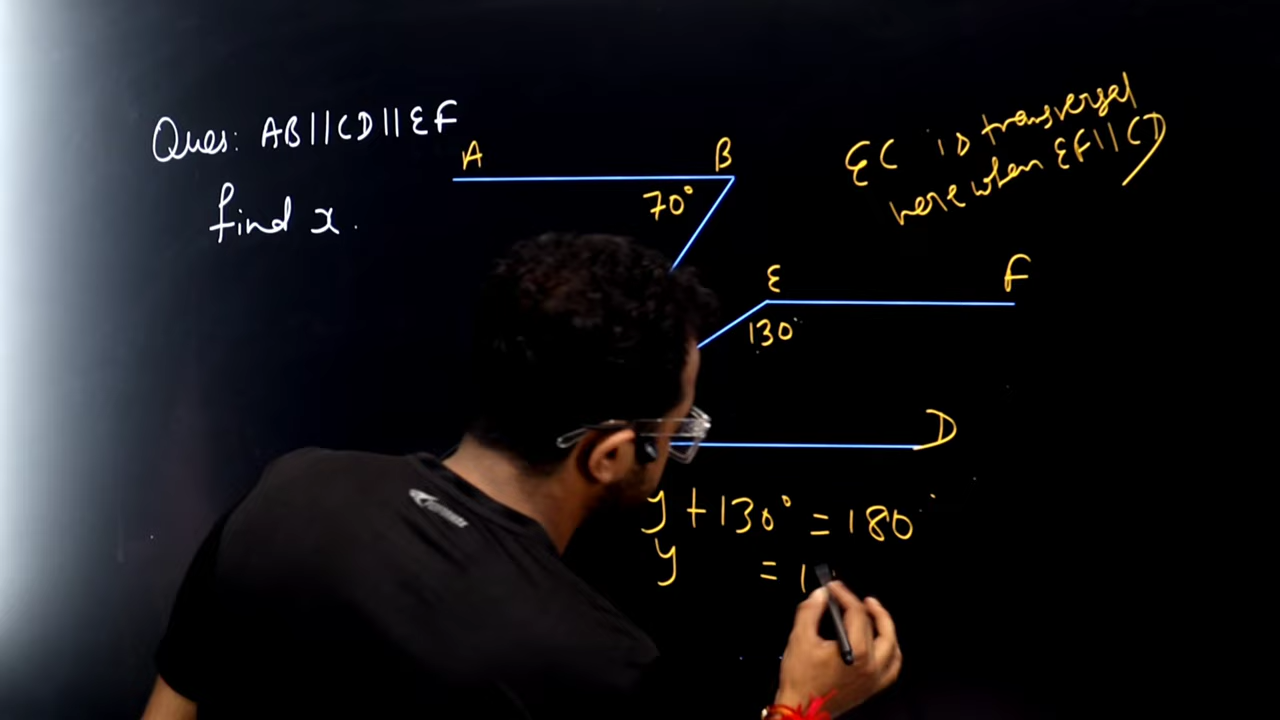 Ques: AB||CD||EF
find x.
A
B
70°
EC is transversal
here when EF||CD
E
F
130°
D
y + 130° = 180°
y = 1